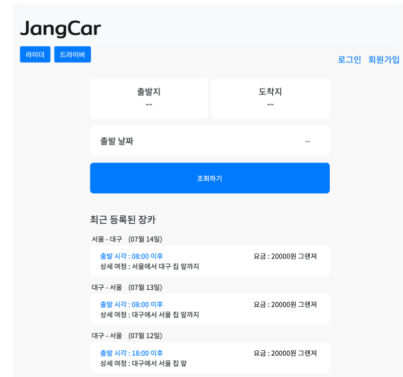 JangCar
라이더 드라이버
로그인 회원가입
출발지 도착지
-- --
출발 날짜 --
조회하기
최근 등록된 장카
서울 - 대구 (07월 14일)
출발 시각 : 08:00 이후 요금 : 20000원 그랜져
상세 여정 : 서울에서 대구 집 앞까지
대구 - 서울 (07월 13일)
출발 시각 : 08:00 이후 요금 : 20000원 그랜져
상세 여정 : 대구에서 서울 집 앞까지
대구 - 서울 (07월 12일)
출발 시각 : 18:00 이후 요금 : 20000원 그랜져
상세 여정 : 대구에서 서울 집 앞